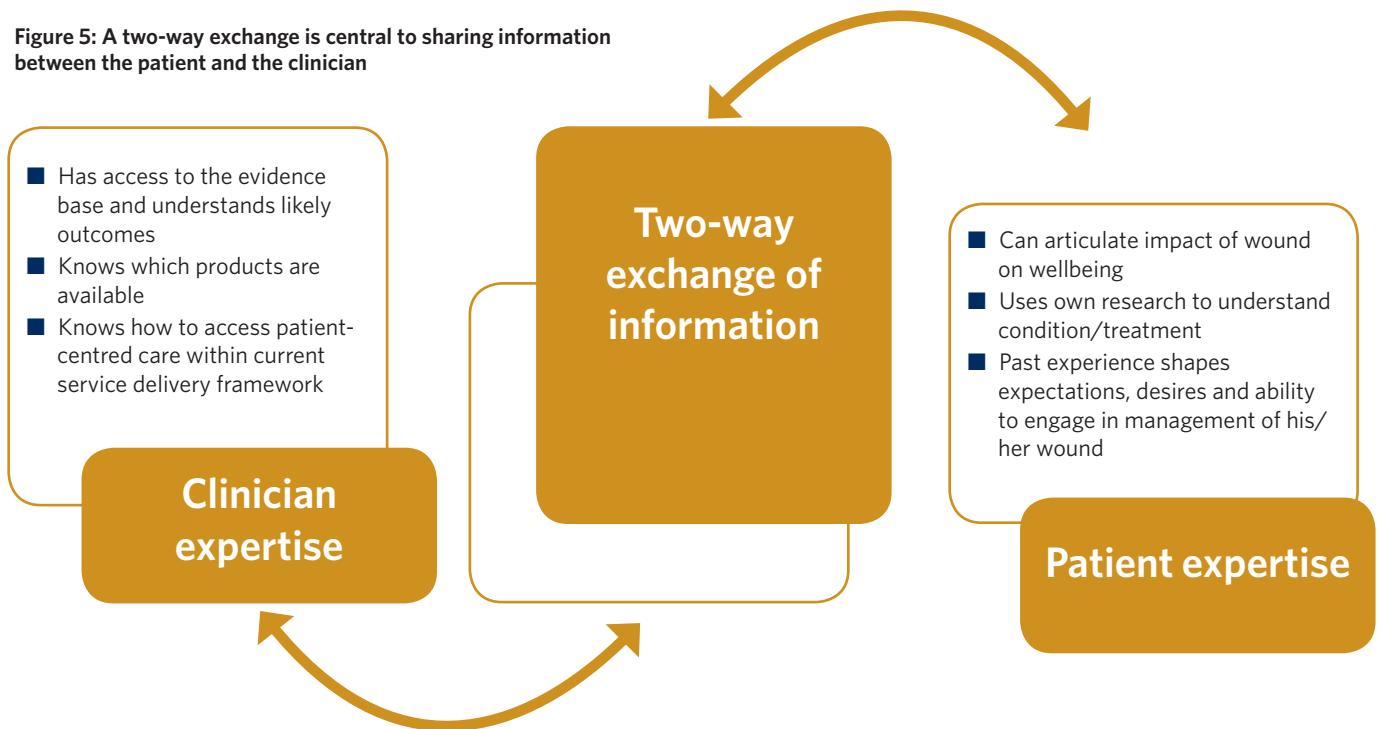 Figure 5: A two-way exchange is central to sharing information
between the patient and the clinician
■ Has access to the evidence
base and understands likely
outcomes
■ Knows which products are
available
■ Knows how to access patient-
centred care within current
service delivery framework
Clinician
expertise
Two-way
exchange of
information
■ Can articulate impact of wound
on wellbeing
■ Uses own research to understand
condition/treatment
■ Past experience shapes
expectations, desires and ability
to engage in management of his/
her wound
Patient expertise